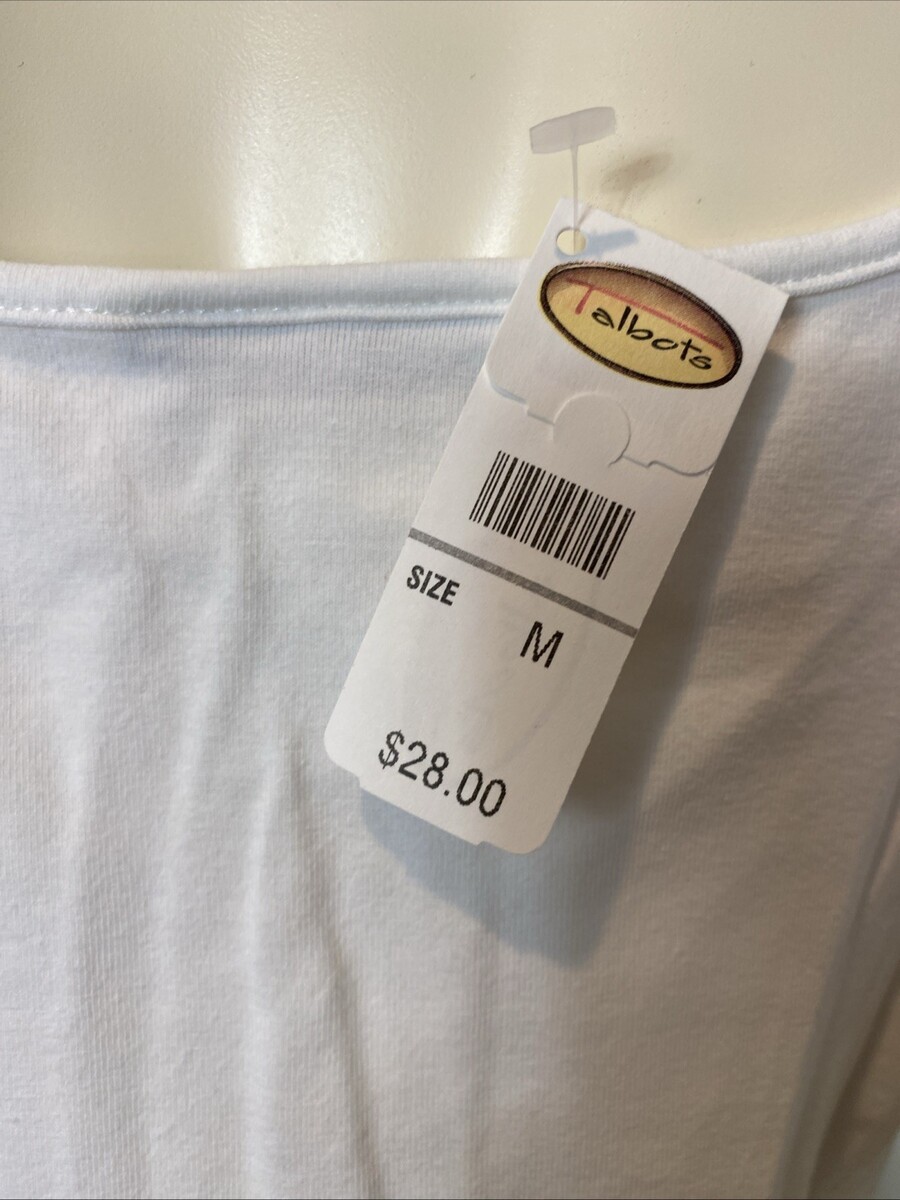 Talbots
SIZE
M
$28.00